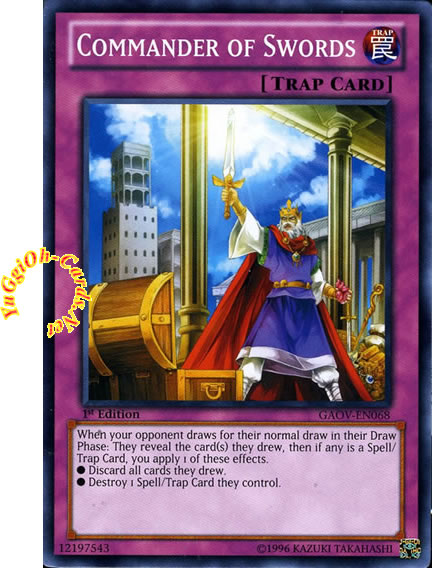 COMMANDER OF SWORDS
TRAP
罠
[TRAP CARD]
YuGgiOh-Cards.Net
1st Edition
GAOV-EN068
When your opponent draws for their normal draw in their Draw
Phase: They reveal the card(s) they drew, then if any is a Spell/
Trap Card, you apply 1 of these effects.
● Discard all cards they drew.
● Destroy 1 Spell/Trap Card they control.
12197543
©1996 KAZUKI TAKAHASHI